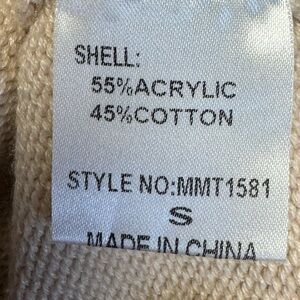 SHELL:
55%ACRYLIC
45%COTTON
STYLE NO:MMT1581
S
MADE IN CHINA